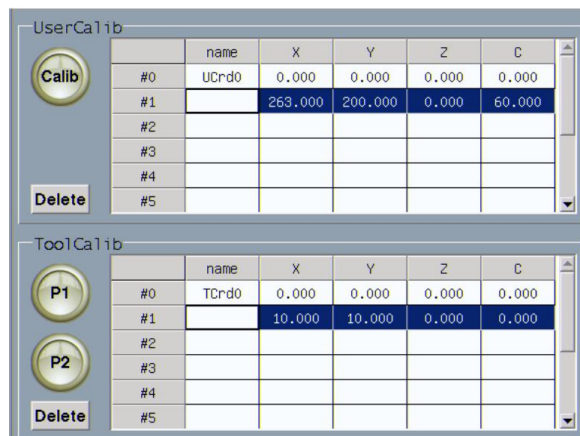 UserCalib
name X Y Z C
Calib #0 UCrd0 0.000 0.000 0.000 0.000
#1 263.000 200.000 0.000 60.000
#2
#3
#4
Delete #5
ToolCalib
name X Y Z C
P1 #0 TCrd0 0.000 0.000 0.000 0.000
#1 10.000 10.000 0.000 0.000
#2
P2 #3
#4
Delete #5